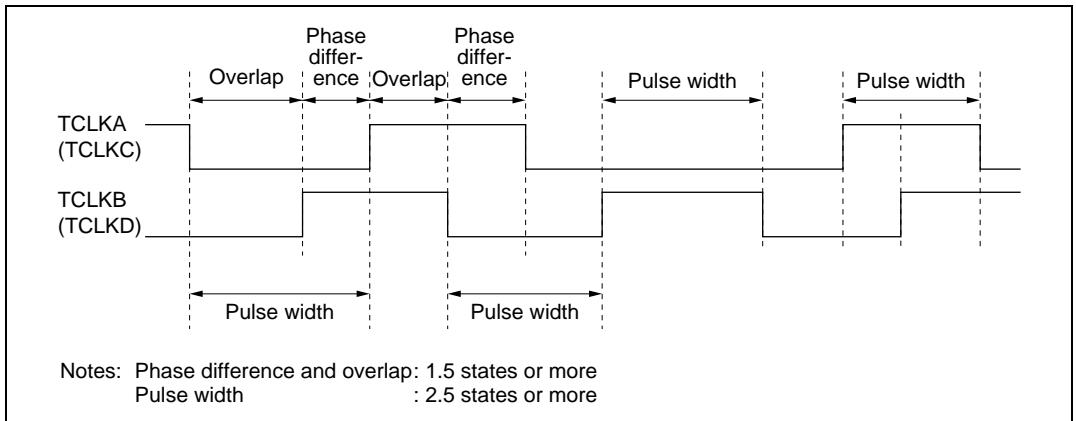 Phase
differ-
ence
Phase
differ-
ence
Overlap
Overlap
Pulse width
Pulse width
TCLKA
(TCLKC)
TCLKB
(TCLKD)
Pulse width
Pulse width
Notes: Phase difference and overlap : 1.5 states or more
Pulse width : 2.5 states or more